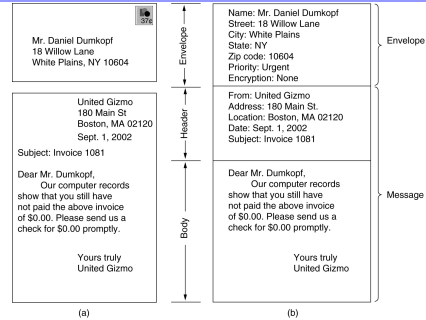 37¢
Mr. Daniel Dumkopf
18 Willow Lane
White Plains, NY 10604
United Gizmo
180 Main St
Boston, MA 02120
Sept. 1, 2002
Subject: Invoice 1081
Dear Mr. Dumkopf,
Our computer records
show that you still have
not paid the above invoice
of $0.00. Please send us a
check for $0.00 promptly.
Yours truly
United Gizmo
(a)
Envelope
Header
Body
Name: Mr. Daniel Dumkopf
Street: 18 Willow Lane
City: White Plains
State: NY
Zip code: 10604
Priority: Urgent
Encryption: None
From: United Gizmo
Address: 180 Main St.
Location: Boston, MA 02120
Date: Sept. 1, 2002
Subject: Invoice 1081
Dear Mr. Dumkopf,
Our computer records
show that you still have
not paid the above invoice
of $0.00. Please send us a
check for $0.00 promptly.
Yours truly
United Gizmo
(b)
Envelope
Message